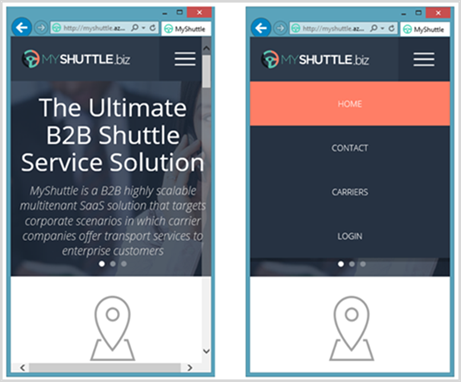 http://myshuttle.az...
MyShuttle
MYSHUTTLE.biz
The Ultimate
B2B Shuttle
Service Solution
MyShuttle is a B2B highly scalable
multitenant SaaS solution that targets
corporate scenarios in which carrier
companies offer transport services to
enterprise customers
http://myshuttle.az...
MyShuttle
MYSHUTTLE.biz
HOME
CONTACT
CARRIERS
LOGIN